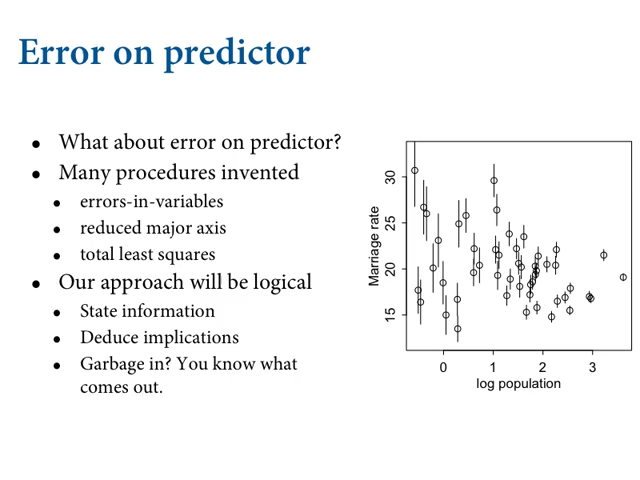 Error on predictor
• What about error on predictor?
• Many procedures invented
• errors-in-variables
• reduced major axis
• total least squares
• Our approach will be logical
• State information
• Deduce implications
• Garbage in? You know what
comes out.
Marriage rate
30
25
20
15
0 1 2 3
log population